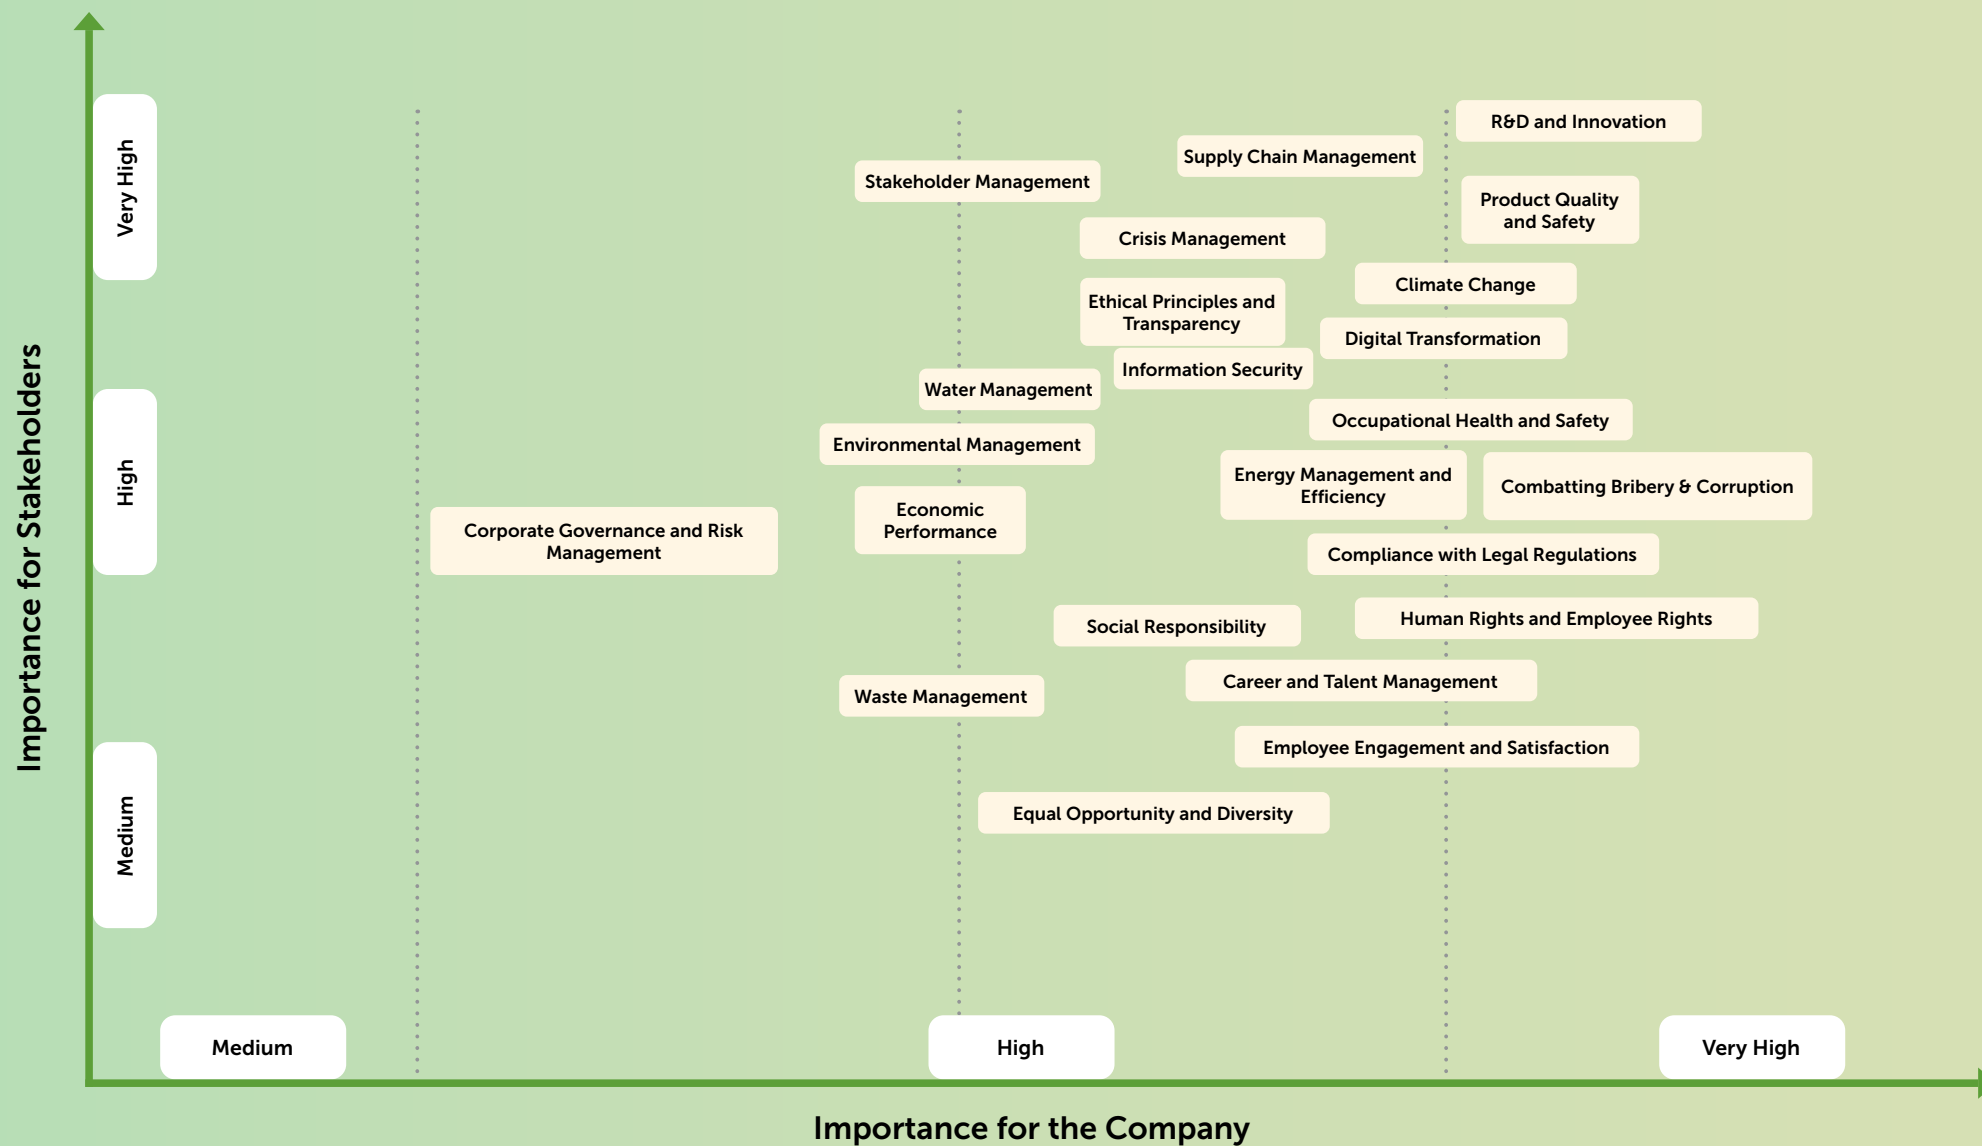 Importance for Stakeholders
Very High
High
Medium
R&D and Innovation
Supply Chain Management
Stakeholder Management
Product Quality
and Safety
Crisis Management
Climate Change
Ethical Principles and
Transparency
Digital Transformation
Information Security
Water Management
Occupational Health and Safety
Environmental Management
Energy Management and
Efficiency
Combatting Bribery & Corruption
Economic
Performance
Corporate Governance and Risk
Management
Compliance with Legal Regulations
Human Rights and Employee Rights
Social Responsibility
Career and Talent Management
Waste Management
Employee Engagement and Satisfaction
Equal Opportunity and Diversity
Medium
High
Very High
Importance for the Company